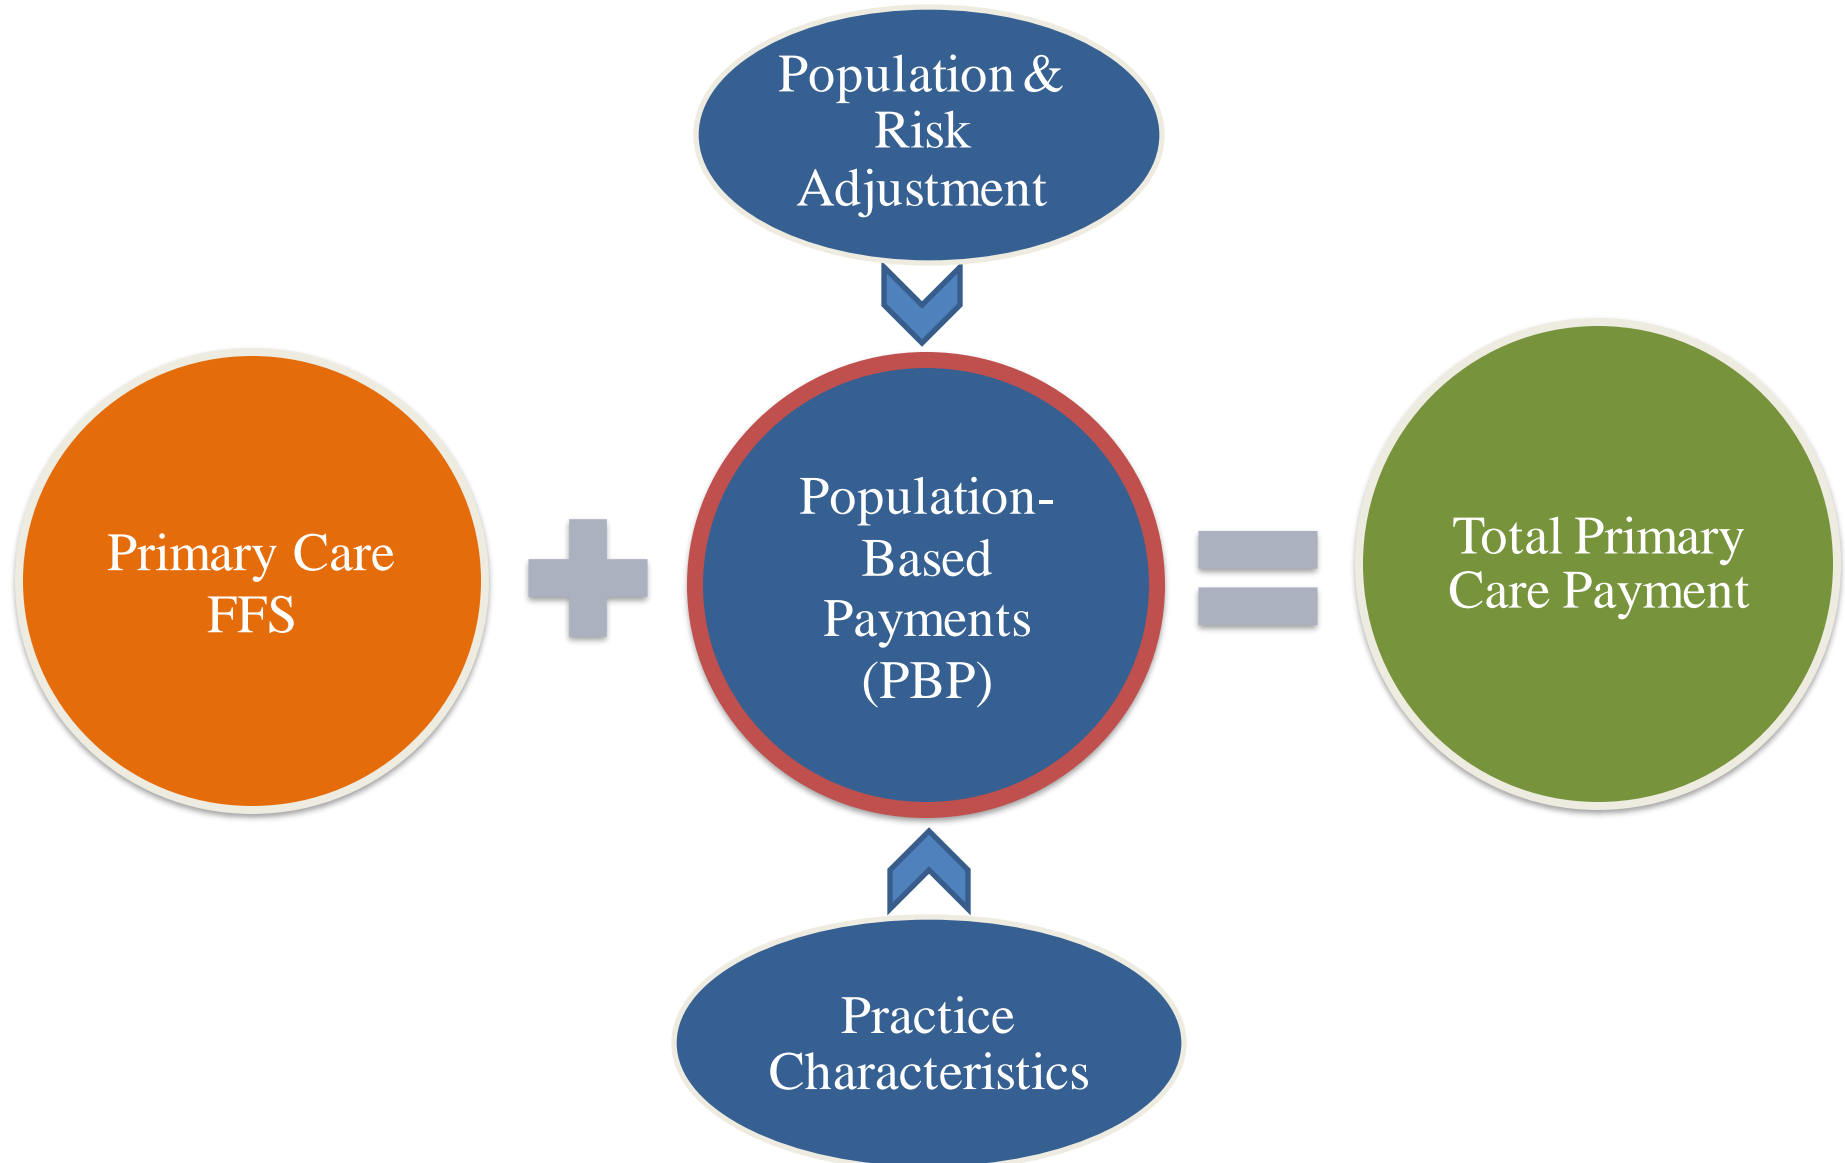 Population &
Risk
Adjustment
Primary Care
FFS
Population-
Based
Payments
(PBP)
Total Primary
Care Payment
Practice
Characteristics